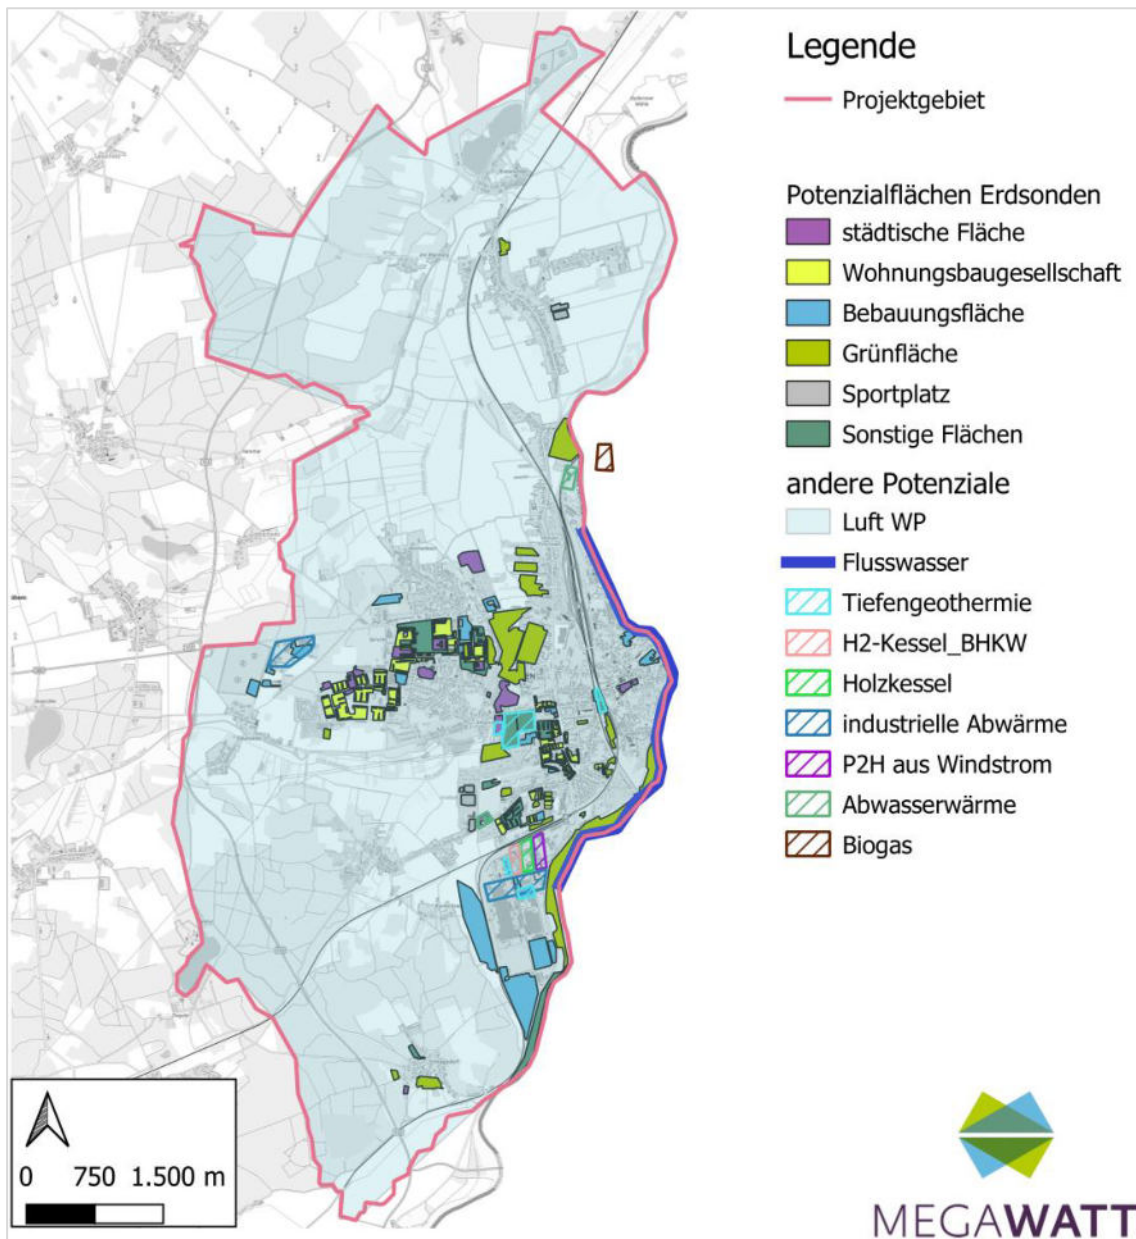 Legende
Projektgebiet
Potenzialflächen Erdsonden
städtische Fläche
Wohnungsbaugesellschaft
Bebauungsfläche
Grünfläche
Sportplatz
Sonstige Flächen
andere Potenziale
Luft WP
Flusswasser
Tiefengeothermie
H2-Kessel_BHKW
Holzkessel
industrielle Abwärme
P2H aus Windstrom
Abwasserwärme
Biogas
0 750 1.500 m
MEGAWATT